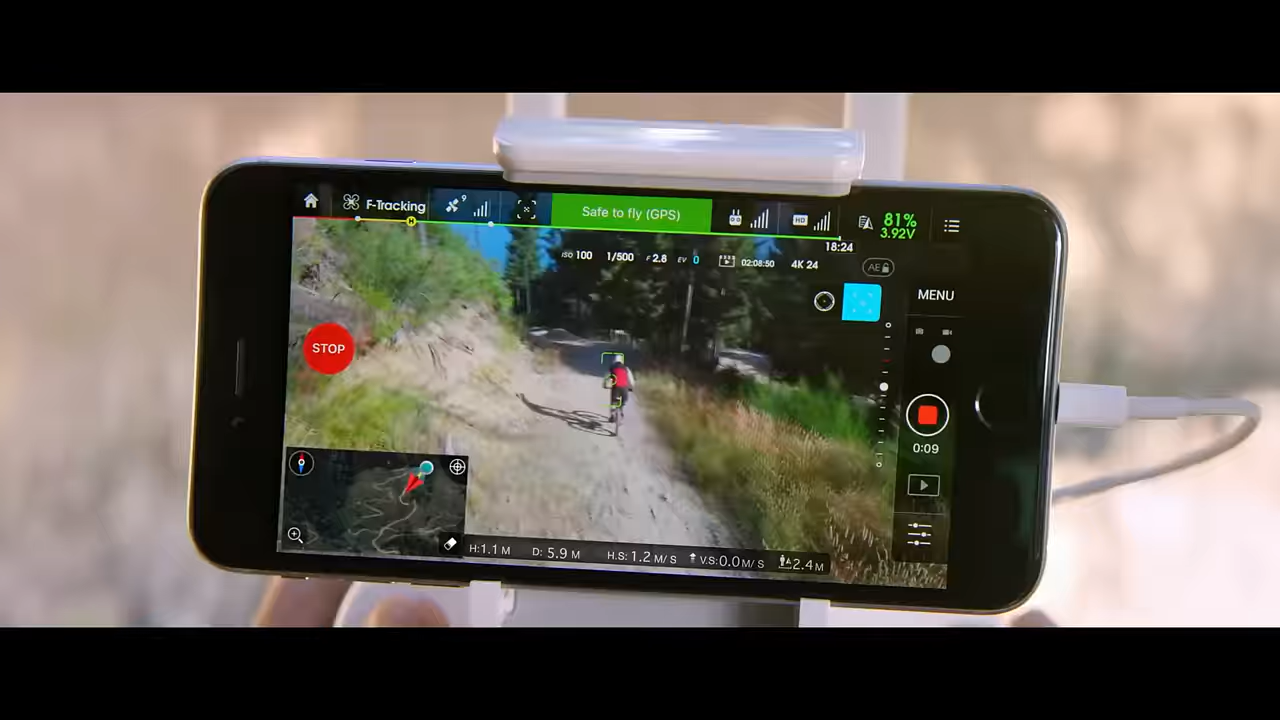 F-Tracking
9
Safe to fly (GPS)
HD
81%
3.92V
H
18:24
ISO 100 1/500 F 2.8 EV 0 02:08:50 4K 24
AE
MENU
STOP
0:09
H:1.1 M D: 5.9 M H.S: 1.2 M/S V.S:0.0 M/S 2.4 M